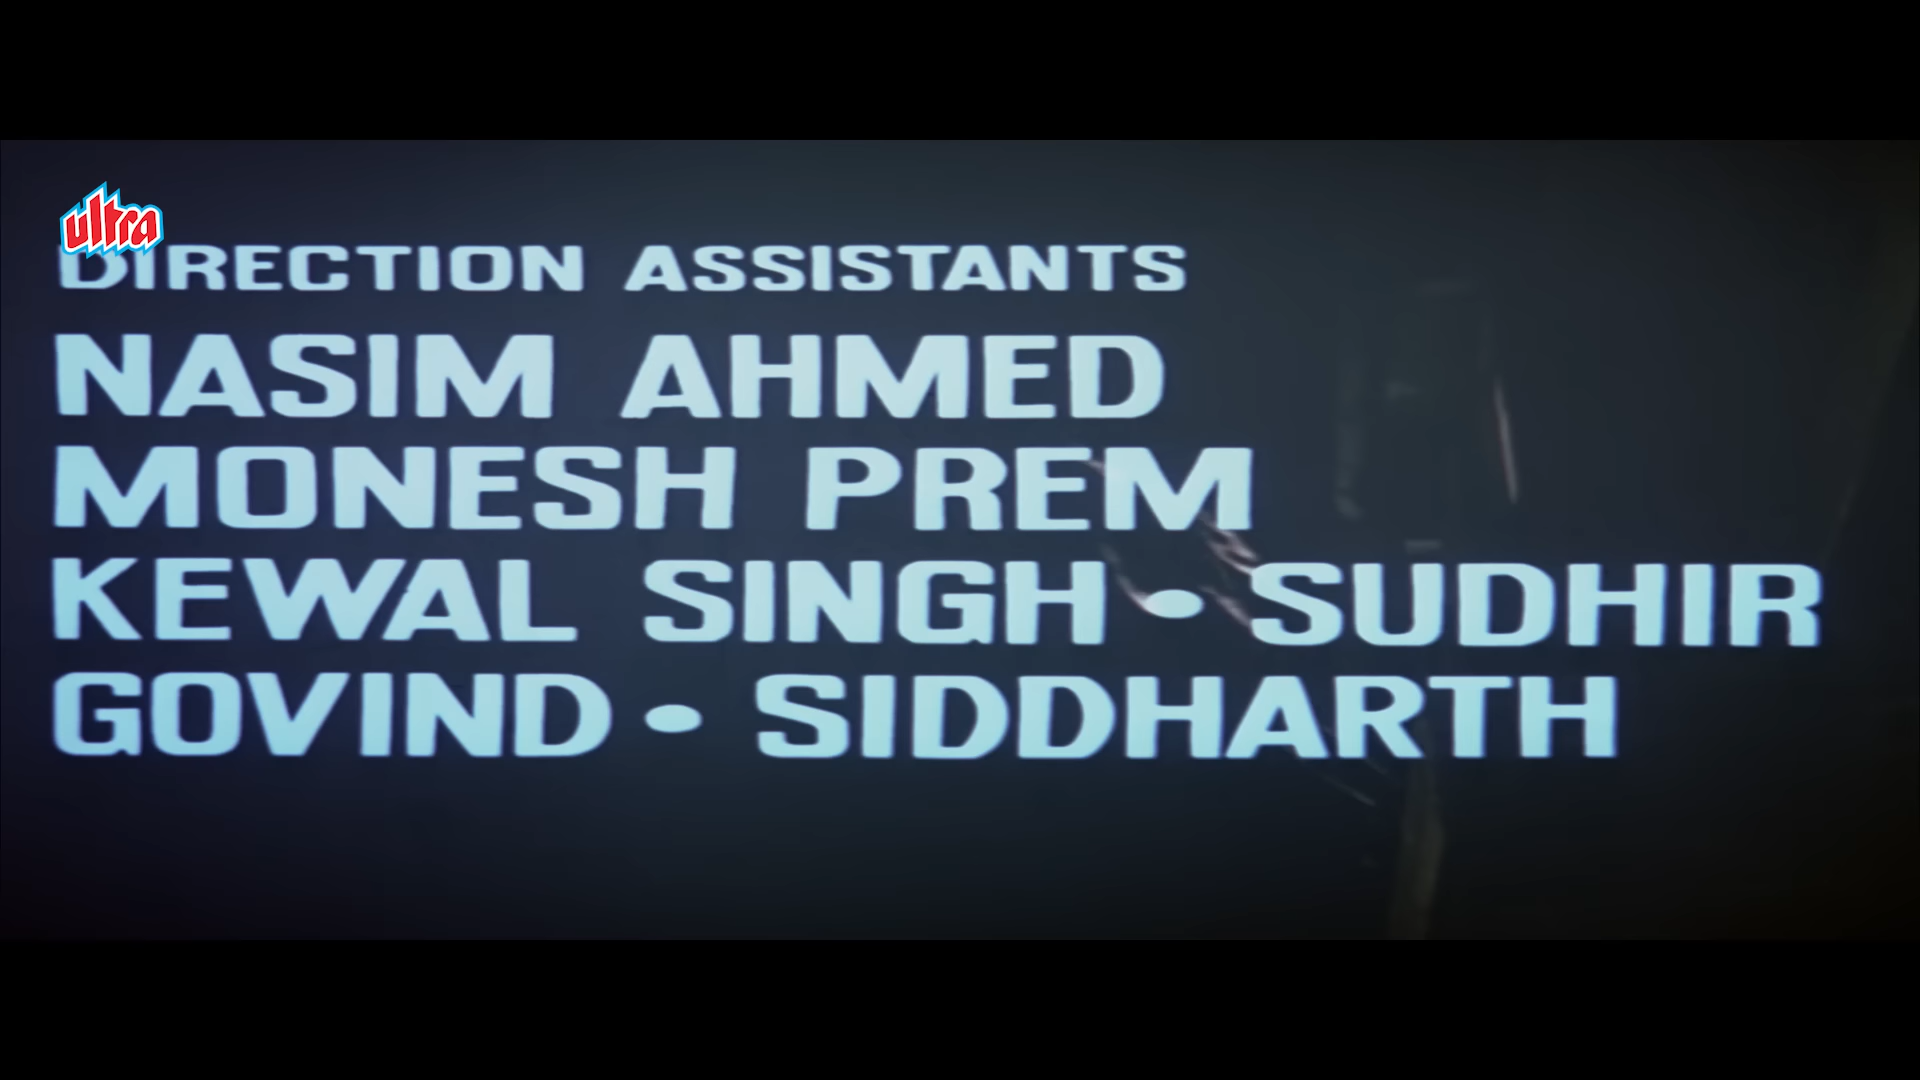 ultra
DIRECTION ASSISTANTS
NASIM AHMED
MONESH PREM
KEWAL SINGH • SUDHIR
GOVIND • SIDDHARTH